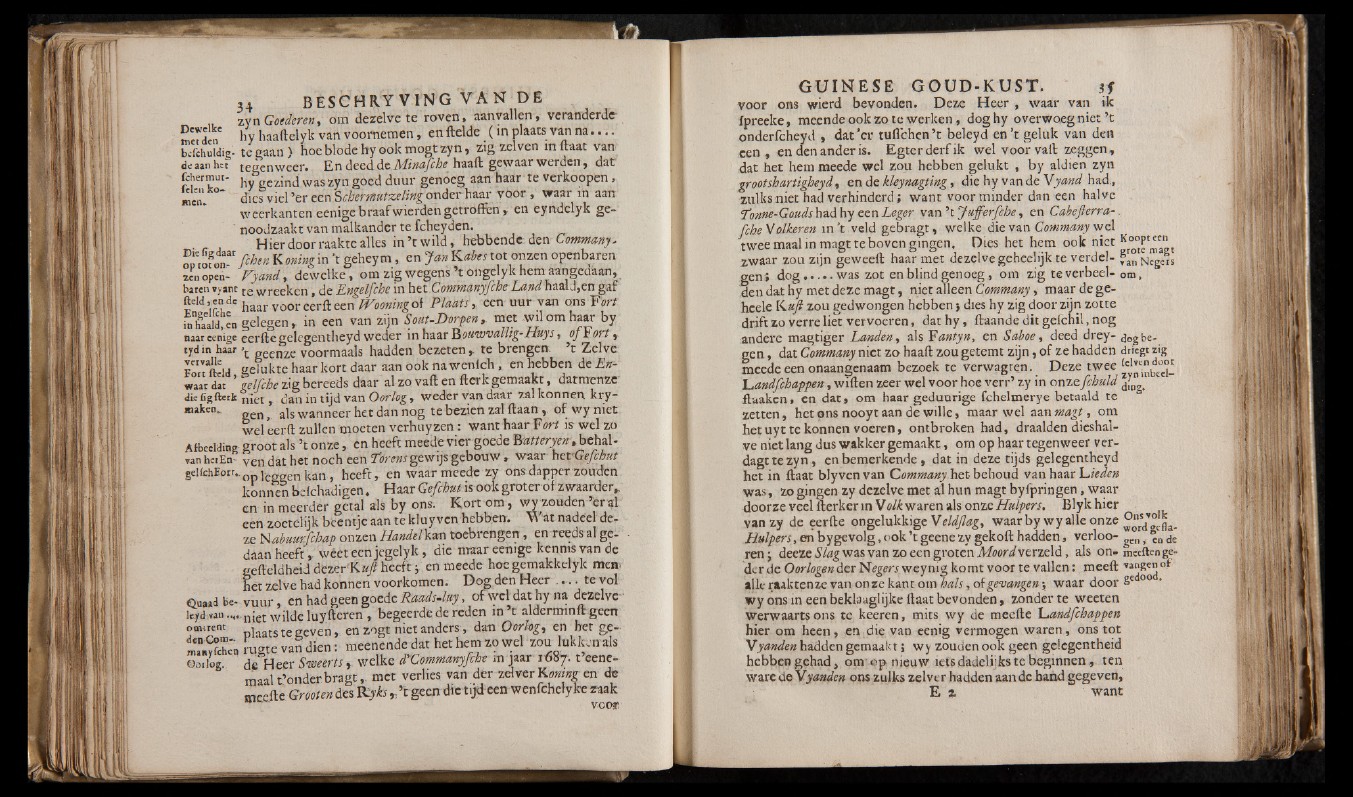 34 BESCHRYVING VAN DE
zyn Goederen, om dezelve te roven, aanvallen, veranderde
hy haastelyk van voornemen, en stelde (in plaats van na....
te gaan) hoe blode hy ook mogt zyn, zig zelven in staat van
tegenweer. En deed de Minasche haast gewaar werden, dat
hy gezind was zyn goed duur genoeg aan haar te verkoopen,
dies viel 'er een Schermutzeling onder haar voor, waar in aan
weerkanten eenige braaf wierden getroffen, en eyndelyk ge-
noodzaakt van malkander te scheyden.
Dewelke
met den
beschuldig-
de aan het
schermut-
selen ko-
men.
Hier door raakte alles in 't wild, hebbende den Commany-
schen Koning in 't geheym, en Jan Kabes tot onzen openbaren
Vyand, dewelke, om zig wegens 't ongelyk hem aangedaan,
te wreeken, de Engelsche in het Commanysche Land haald, en gaf
haar voor eerst een Wooning of Plaats, een uur van ons Fort
gelegen, in een van zijn Sout-Dorpen, met wil om haar by
eerste gelegentheyd weder in haar Bouwvallig-Huys, of Fort,
't geenze voormaals hadden bezeten, te brengen. 't Zelve
gelukte haar kort daar aan ook na wensch, en hebben de En-
gelsche zig bereeds daar al zo vast en sterk gemaakt, datmenze
niet, dan in tijd van Oorlog, weder van daar zal konnen kry-
gen, als wanneer het dan nog te bezien zal staan, of wy niet
wel eerst zullen moeten verhuyzen: want haar Fort is wel zo
groot als 't onze, en heeft meede vier goede Batteryen, behal-
ven dat het noch een Torens gewijs gebouw, waar het Geschut
op leggen kan, heeft, en waar meede zy ons dapper zouden
konnen beschadigen. Haar Geschut is ook groter of zwaarder,
en in meerder getal als by ons. Kort om, wy zouden 'er al
een zoetelijk beentje aan te kluyven hebben. Wat nadeel de-
ze Nabuurschap onzen Handel kan toebrengen, en reeds al ge-
daan heeft, weet een jegelyk, die maar eenige kennis van de
gesteldheid dezer Kust heeft; en meede hoe gemakkelyk men
het zelve had konnen voorkomen. Dog den Heer .... te vol
vuur, en had geen goede Raads-luy, of wel dat hy na dezelve
niet wilde luysteren, begeerde de reden in 't alderminst geen
plaats te geven, en zogt niet anders, dan Oorlog, en het ge-
rugte van dien: meenende dat het hem zo wel zou lukken als
de Heer Sweerts, welke d'Commanysche in jaar 1687. t'eene-
maal t'onder bragt, met verlies van der zelver Koning en de
meeste Grooten des Ryks, 't geen die tijd een wenschelyke zaak
voor
Die sig daar
op tot on-
zen open-
baren vyant
steld, en de
Engelsche
in haald, en
naar eenige
tyd in haar
vervalle
Fort steld,
waar dat
die sig sterk
maken.
Afbeelding
van het En-
gelsch Fort.
Quaad be-
leyd van ....
omtrent
den Com-
manyschen
Oorlog.
GUINESE GOUD-KUST. 35
voor ons wierd bevonden. Deze Heer, waar van ik
spreeke, meende ook zo te werken, dog hy overwoeg niet 't
onderscheyd, dat 'er tusschen 't beleyd en 't geluk van den
een, en den ander is. Egter derf ik wel voor vast zeggen,
dat het hem meede wel zou hebben gelukt, by aldien zyn
grootshartigheyd, en de kleynagting, die hy van de Vyand had,
zulks niet had verhinderd; want voor minder dan een halve
Tonne-Gouds had hy een Leger van 't Jufferſche, en Cabesterra-
sche Volkeren in 't veld gebragt, welke die van Commany wel
twee maal in magt te boven gingen. Dies het hem ook niet
zwaar zou zijn geweest haar met dezelve geheelijk te verdel-
gen; dog ..... was zot en blind genoeg, om zig te verbeel-
den dat hy met deze magt, niet alleen Commany, maar de ge-
heele Kust zou gedwongen hebben; dies hy zig door zijn zotte
drift zo verre liet vervoeren, dat hy, staande dit geschil, nog
andere magtiger Landen, als Fantyn, en Saboe, deed drey-
gen, dat Commany niet zo haast zou getemt zijn, of ze hadden
meede een onaangenaam bezoek te verwagten. Deze twee
Landschappen, wisten zeer wel voor hoe verr' zy in onze schuld
staaken, en dat, om haar geduurige schelmerye betaald te
zetten, het ons nooyt aan de wille, maar wel aan magt, om
het uyt te konnen voeren, ontbroken had, draalden dieshal-
ve niet lang dus wakker gemaakt, om op haar tegenweer ver-
dagt te zyn, en bemerkende, dat in deze tijds gelegentheyd
het in staat blyven van Commany het behoud van haar Lieden
was, zo gingen zy dezelve met al hun magt byspringen, waar
door ze veel sterker in Volk waren als onze Hulpers. Blyk hier
van zy de eerste ongelukkige Veldslag, waar by wy alle onze
Hulpers, en bygevolg, ook 't geene zy gekost hadden, verloo-
ren; deeze Slag was van zo een groten Moord verzeld, als on-
der de Oorlogen der Negers weynig komt voor te vallen: meest
alle raaktenze van onze kant om hals, of gevangen; waar door
wy ons in een beklaaglijke staat bevonden, zonder te weeten
werwaarts ons te keeren, mits wy de meeste Landschappen
hier om heen, en die van eenig vermogen waren, ons tot
Vyanden hadden gemaakt; wy zouden ook geen gelegentheid
hebben gehad, om op nieuw iets dadelijks te beginnen, ten
ware de Vyanden ons zulks zelver hadden aan de hand gegeven,
E 2 want
Koopt een
grote magt
van Negers
om,
dog be-
driegt zig
selven door
zyn inbeel-
ding.
Ons volk
word gesla-
gen, en de
meesten ge-
vangen of
gedood.